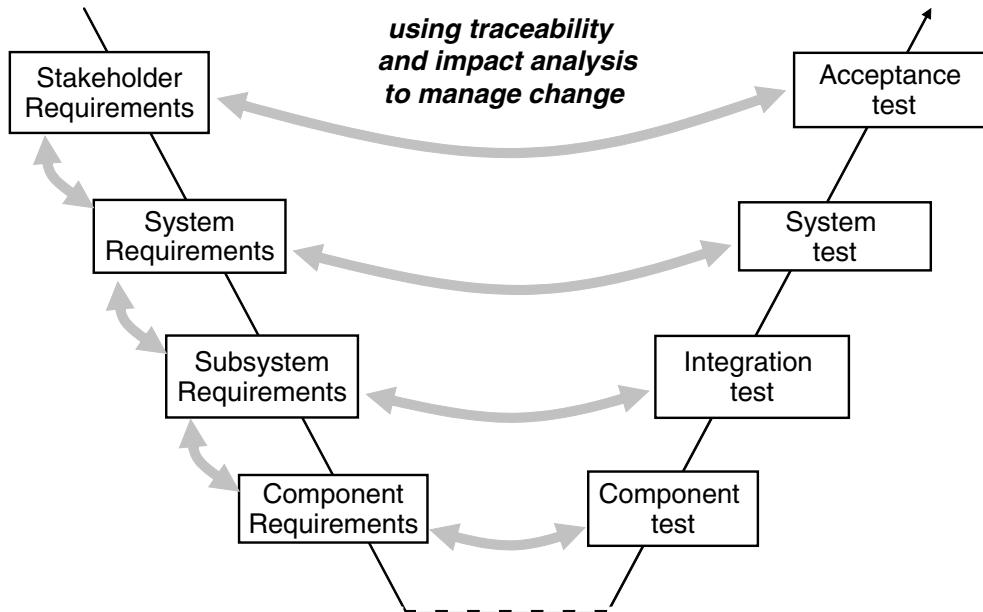 using traceability
and impact analysis
to manage change
Stakeholder
Requirements
Acceptance
test
System
Requirements
System
test
Subsystem
Requirements
Integration
test
Component
Requirements
Component
test